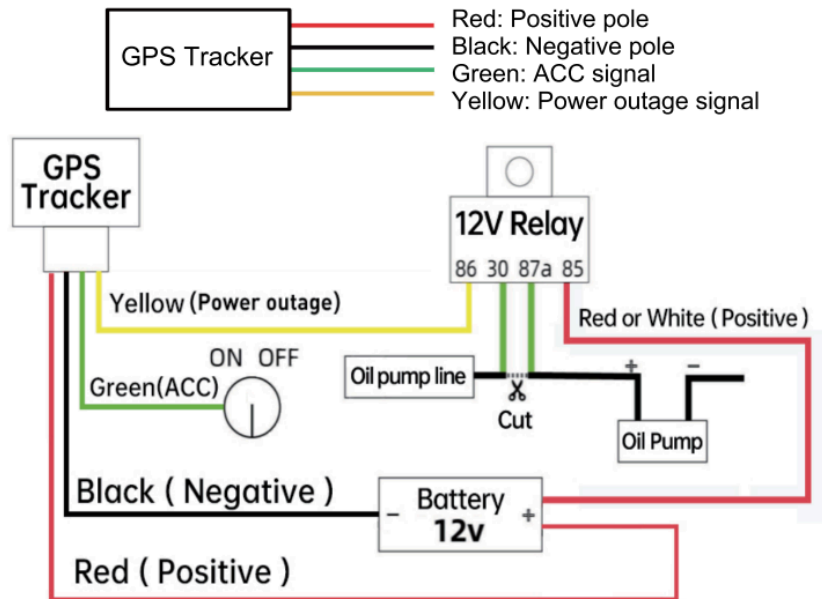 GPS Tracker
Red: Positive pole
Black: Negative pole
Green: ACC signal
Yellow: Power outage signal
GPS
Tracker
12V Relay
86 30 87a 85
Yellow (Power outage)
Red or White ( Positive )
ON OFF
Green(ACC)
Oil pump line
+ −
Cut
Oil Pump
Black ( Negative )
− Battery +
12v
Red ( Positive )